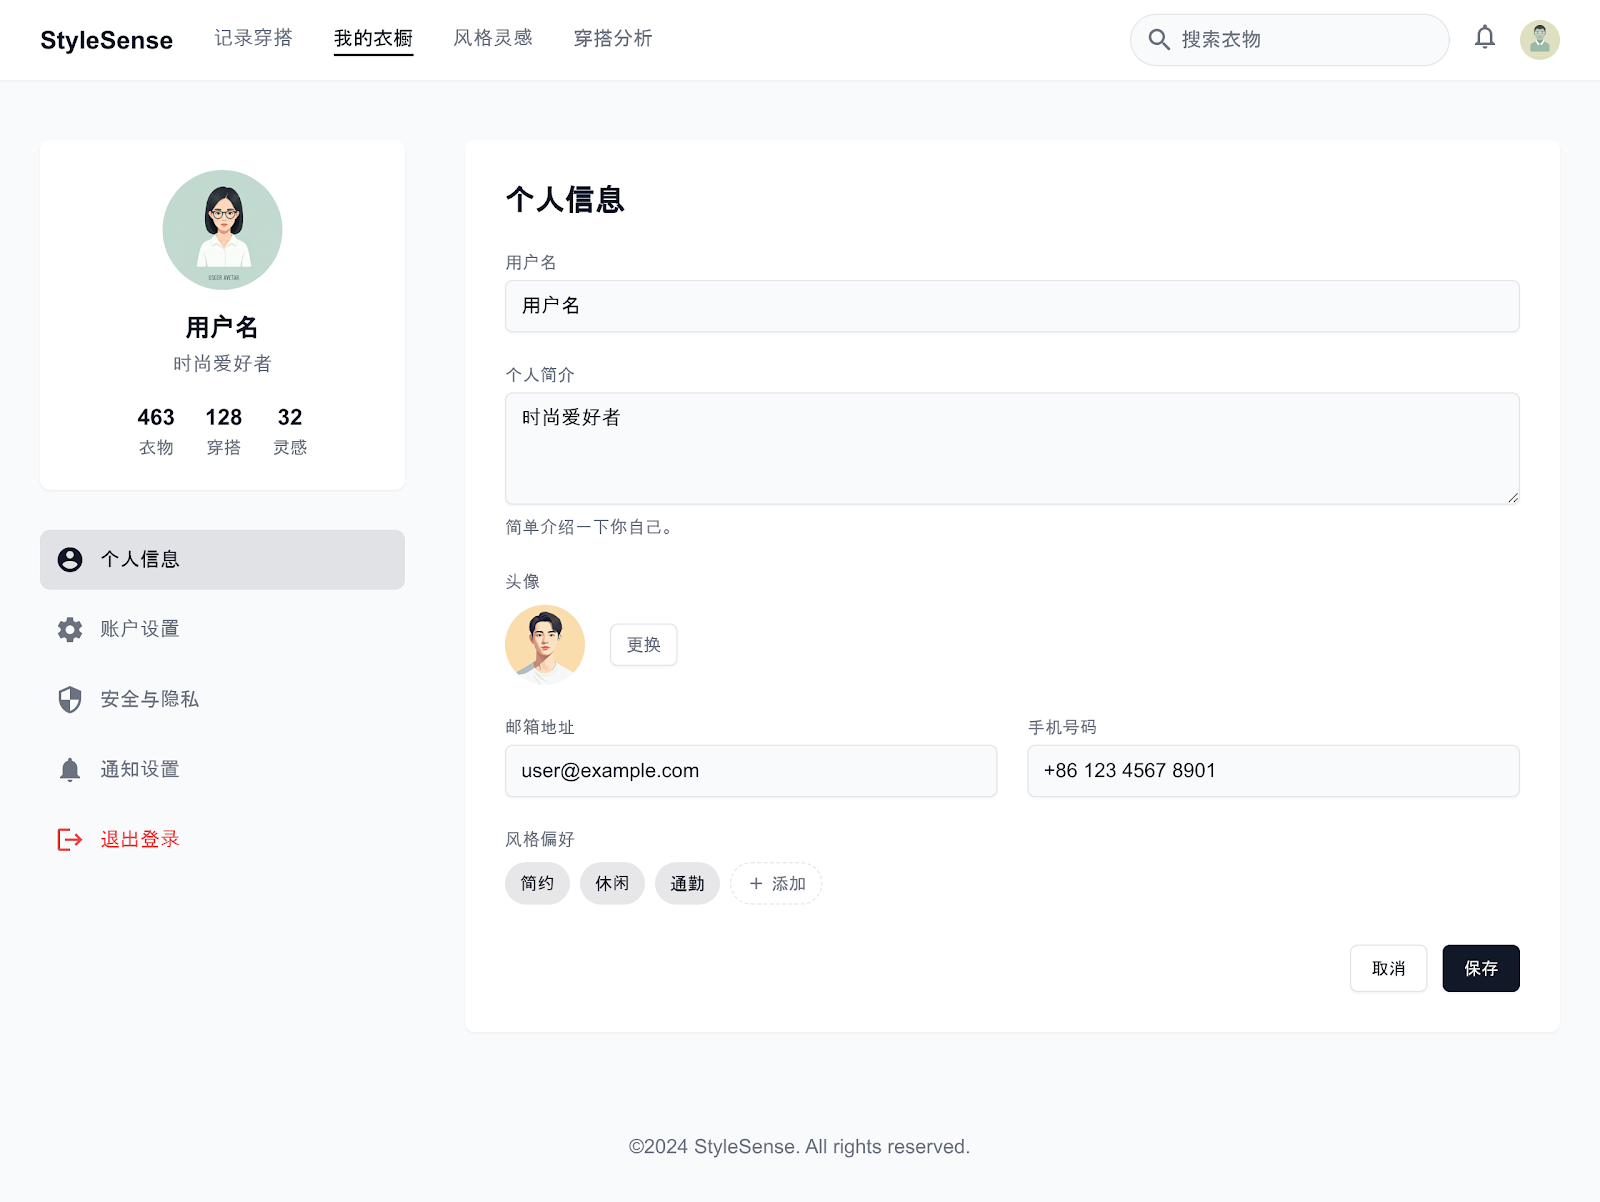 StyleSense
记录穿搭
我的衣橱
风格灵感
穿搭分析
搜索衣物
用户名
时尚爱好者
463
128
32
衣物
穿搭
灵感
个人信息
账户设置
安全与隐私
通知设置
退出登录
个人信息
用户名
用户名
个人简介
时尚爱好者
简单介绍一下你自己。
头像
更换
邮箱地址
手机号码
user@example.com
+86 123 4567 8901
风格偏好
简约
休闲
通勤
+ 添加
取消
保存
©2024 StyleSense. All rights reserved.